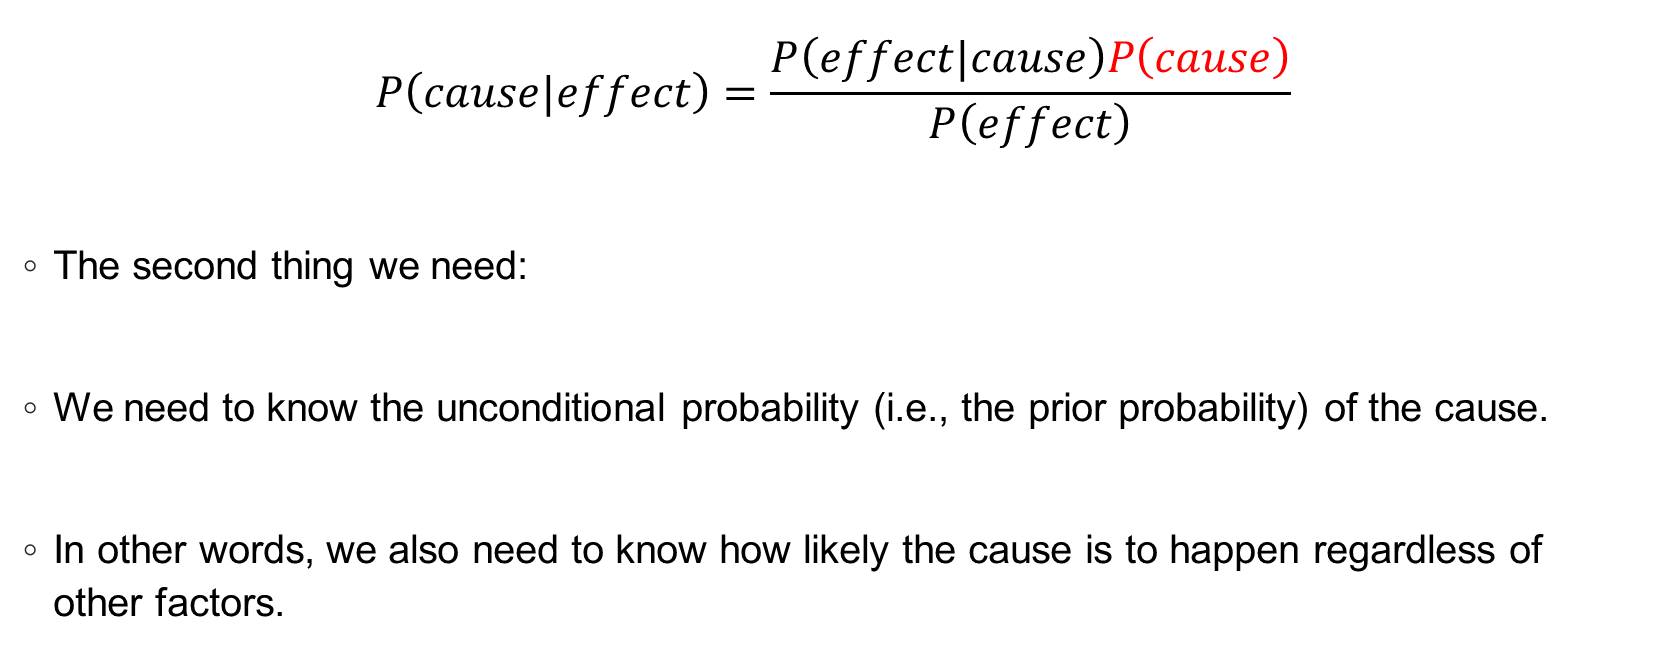 P(cause|effect) = P(effect|cause)P(cause) / P(effect)
◦ The second thing we need:
◦ We need to know the unconditional probability (i.e., the prior probability) of the cause.
◦ In other words, we also need to know how likely the cause is to happen regardless of
other factors.